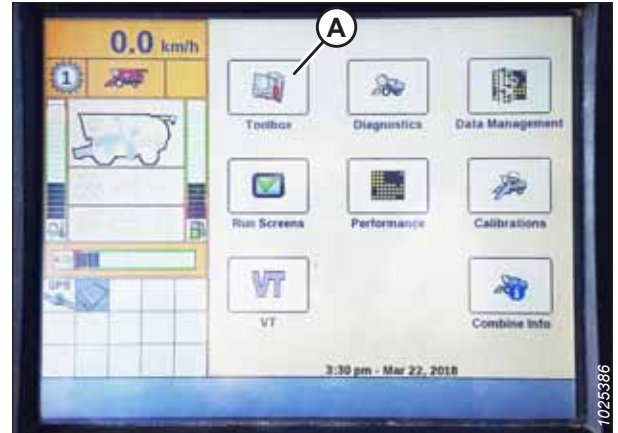 A
0.0 km/h
1
Toolbox
Diagnostics
Data Management
Run Screens
Performance
Calibrations
GPS
VT
VT
Combine Info
3:30 pm - Mar 22, 2018
1025386